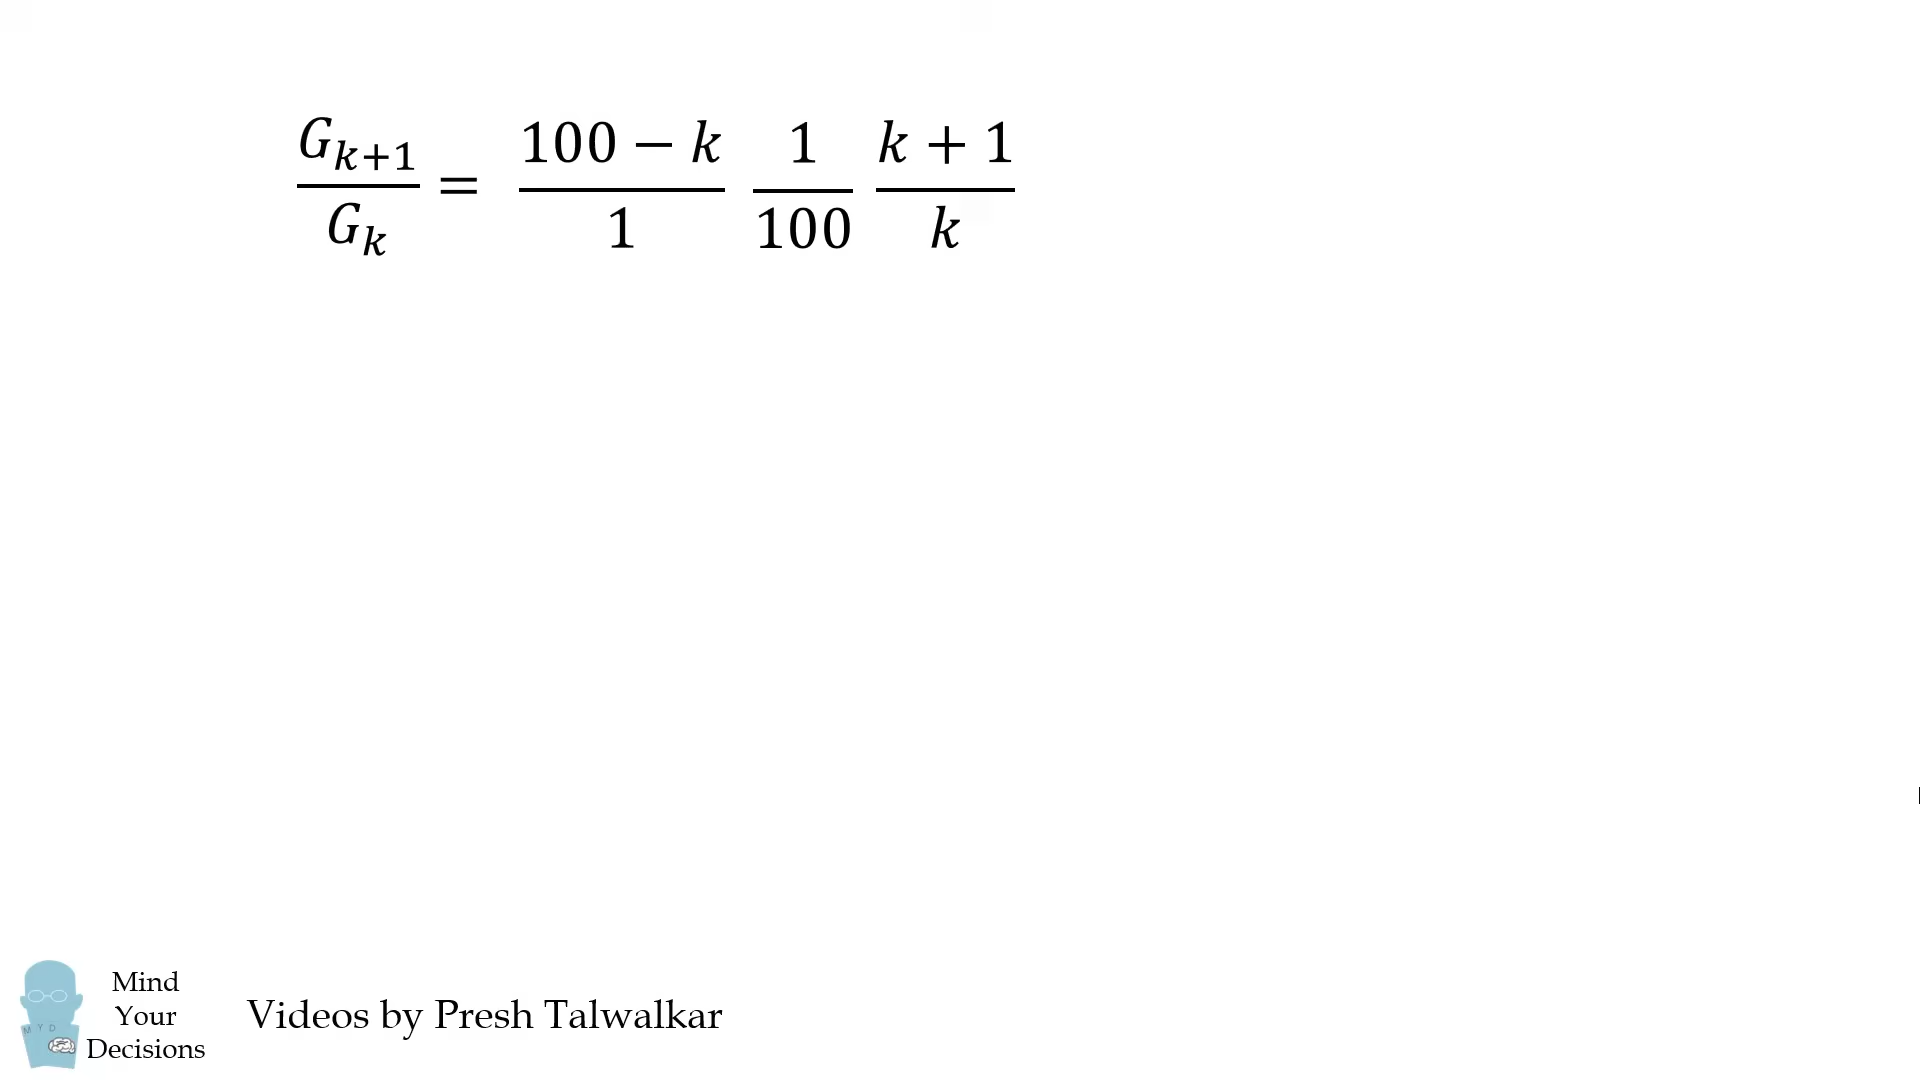 G_{k+1}/G_k = (100 − k)/1 1/100 (k + 1)/k
Mind
Your
Decisions
M Y D
Videos by Presh Talwalkar